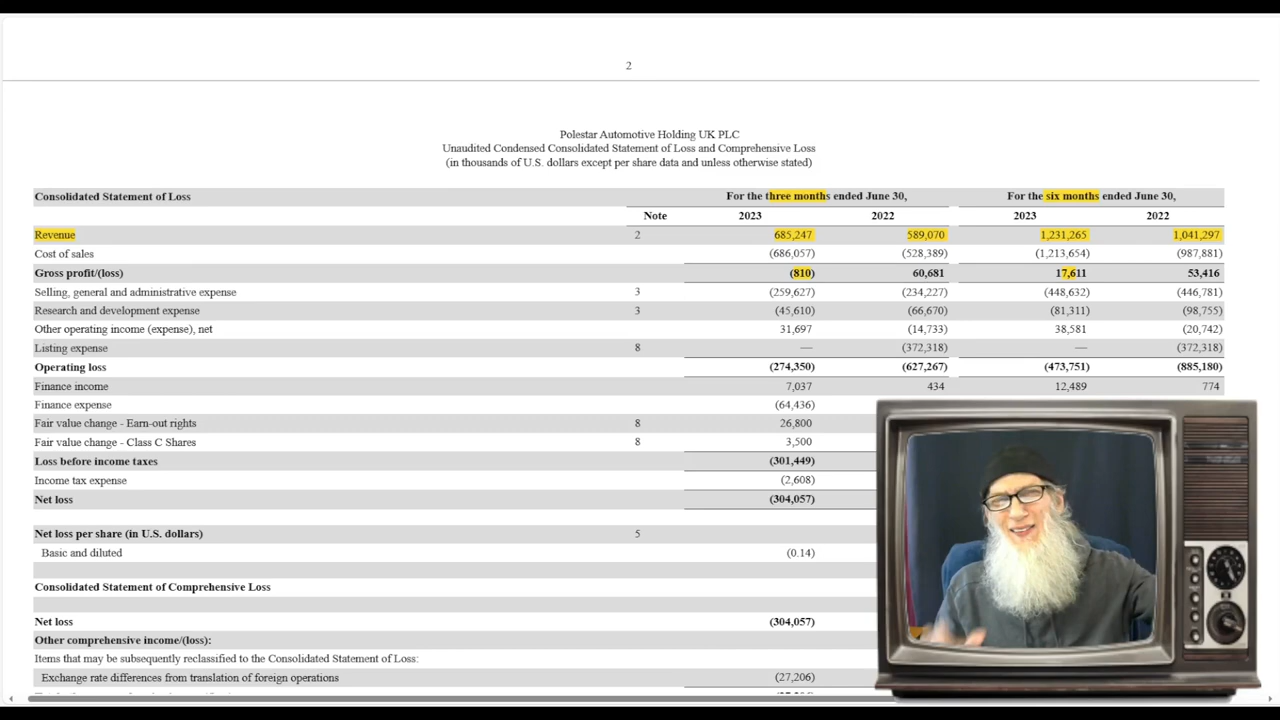 2
Polestar Automotive Holding UK PLC
Unaudited Condensed Consolidated Statement of Loss and Comprehensive Loss
(in thousands of U.S. dollars except per share data and unless otherwise stated)
Consolidated Statement of Loss For the three months ended June 30, For the six months ended June 30,
Note 2023 2022 2023 2022
Revenue 2 685,247 589,070 1,231,265 1,041,297
Cost of sales (686,057) (528,389) (1,213,654) (987,881)
Gross profit/(loss) (810) 60,681 17,611 53,416
Selling, general and administrative expense 3 (259,627) (234,227) (448,632) (446,781)
Research and development expense 3 (45,610) (66,670) (81,311) (98,755)
Other operating income (expense), net 31,697 (14,733) 38,581 (20,742)
Listing expense 8 — (372,318) — (372,318)
Operating loss (274,350) (627,267) (473,751) (885,180)
Finance income 7,037 434 12,489 774
Finance expense (64,436)
Fair value change - Earn-out rights 8 26,800
Fair value change - Class C Shares 8 3,500
Loss before income taxes (301,449)
Income tax expense (2,608)
Net loss (304,057)
Net loss per share (in U.S. dollars) 5
Basic and diluted (0.14)
Consolidated Statement of Comprehensive Loss
Net loss (304,057)
Other comprehensive income/(loss):
Items that may be subsequently reclassified to the Consolidated Statement of Loss:
Exchange rate differences from translation of foreign operations (27,206)